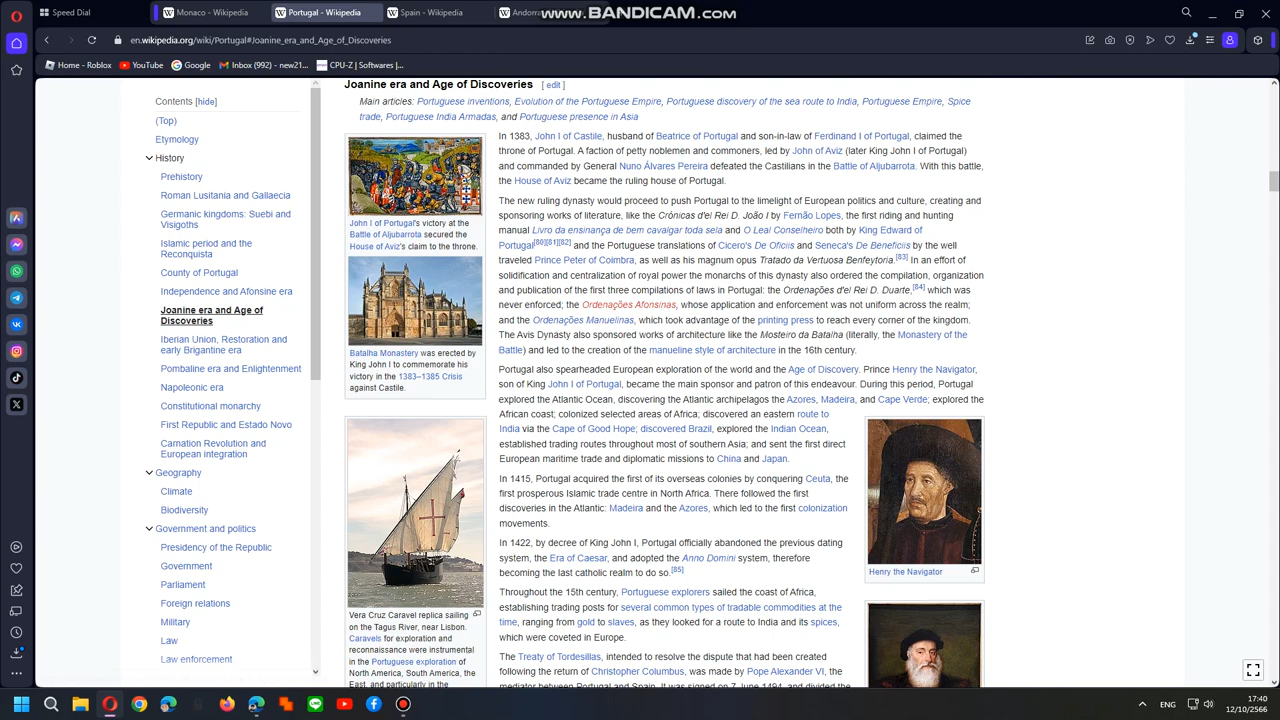 Speed Dial
Monaco - Wikipedia
Portugal - Wikipedia
Spain - Wikipedia
Andorra
www.BANDICAM.com
en.wikipedia.org/wiki/Portugal#Joanine_era_and_Age_of_Discoveries
Home - Roblox
YouTube
Google
Inbox (992) - new21...
CPU-Z | Softwares |...
Contents [hide]
(Top)
Etymology
History
Prehistory
Roman Lusitania and Gallaecia
Germanic kingdoms: Suebi and
Visigoths
Islamic period and the
Reconquista
County of Portugal
Independence and Afonsine era
Joanine era and Age of
Discoveries
Iberian Union, Restoration and
early Brigantine era
Pombaline era and Enlightenment
Napoleonic era
Constitutional monarchy
First Republic and Estado Novo
Carnation Revolution and
European integration
Geography
Climate
Biodiversity
Government and politics
Presidency of the Republic
Government
Parliament
Foreign relations
Military
Law
Law enforcement
Joanine era and Age of Discoveries [ edit ]
Main articles: Portuguese inventions, Evolution of the Portuguese Empire, Portuguese discovery of the sea route to India, Portuguese Empire, Spice
trade, Portuguese India Armadas, and Portuguese presence in Asia
John I of Portugal's victory at the
Battle of Aljubarrota secured the
House of Aviz's claim to the throne.
Batalha Monastery was erected by
King John I to commemorate his
victory in the 1383–1385 Crisis
against Castile.
Vera Cruz Caravel replica sailing
on the Tagus River, near Lisbon.
Caravels for exploration and
reconnaissance were instrumental
in the Portuguese exploration of
North America, South America, the
East, and particularly in the
In 1383, John I of Castile, husband of Beatrice of Portugal and son-in-law of Ferdinand I of Portugal, claimed the
throne of Portugal. A faction of petty noblemen and commoners, led by John of Aviz (later King John I of Portugal)
and commanded by General Nuno Álvares Pereira defeated the Castilians in the Battle of Aljubarrota. With this battle,
the House of Aviz became the ruling house of Portugal.
The new ruling dynasty would proceed to push Portugal to the limelight of European politics and culture, creating and
sponsoring works of literature, like the Crónicas d'el Rei D. João I by Fernão Lopes, the first riding and hunting
manual Livro da ensinança de bem cavalgar toda sela and O Leal Conselheiro both by King Edward of
Portugal[80][81][82] and the Portuguese translations of Cicero's De Oficiis and Seneca's De Beneficiis by the well
traveled Prince Peter of Coimbra, as well as his magnum opus Tratado da Vertuosa Benfeytoria.[83] In an effort of
solidification and centralization of royal power the monarchs of this dynasty also ordered the compilation, organization
and publication of the first three compilations of laws in Portugal: the Ordenações d'el Rei D. Duarte,[84] which was
never enforced; the Ordenações Afonsinas, whose application and enforcement was not uniform across the realm;
and the Ordenações Manuelinas, which took advantage of the printing press to reach every corner of the kingdom.
The Avis Dynasty also sponsored works of architecture like the Mosteiro da Batalha (literally, the Monastery of the
Battle) and led to the creation of the manueline style of architecture in the 16th century.
Portugal also spearheaded European exploration of the world and the Age of Discovery. Prince Henry the Navigator,
son of King John I of Portugal, became the main sponsor and patron of this endeavour. During this period, Portugal
explored the Atlantic Ocean, discovering the Atlantic archipelagos the Azores, Madeira, and Cape Verde; explored the
African coast; colonized selected areas of Africa; discovered an eastern route to
India via the Cape of Good Hope; discovered Brazil, explored the Indian Ocean,
established trading routes throughout most of southern Asia; and sent the first direct
European maritime trade and diplomatic missions to China and Japan.
In 1415, Portugal acquired the first of its overseas colonies by conquering Ceuta, the
first prosperous Islamic trade centre in North Africa. There followed the first
discoveries in the Atlantic: Madeira and the Azores, which led to the first colonization
movements.
In 1422, by decree of King John I, Portugal officially abandoned the previous dating
system, the Era of Caesar, and adopted the Anno Domini system, therefore
becoming the last catholic realm to do so.[85]
Throughout the 15th century, Portuguese explorers sailed the coast of Africa,
establishing trading posts for several common types of tradable commodities at the
time, ranging from gold to slaves, as they looked for a route to India and its spices,
which were coveted in Europe.
The Treaty of Tordesillas, intended to resolve the dispute that had been created
following the return of Christopher Columbus, was made by Pope Alexander VI, the
mediator between Portugal and Spain. It was signed on 7 June 1494, and divided the
Henry the Navigator
ENG
17:40
12/10/2566